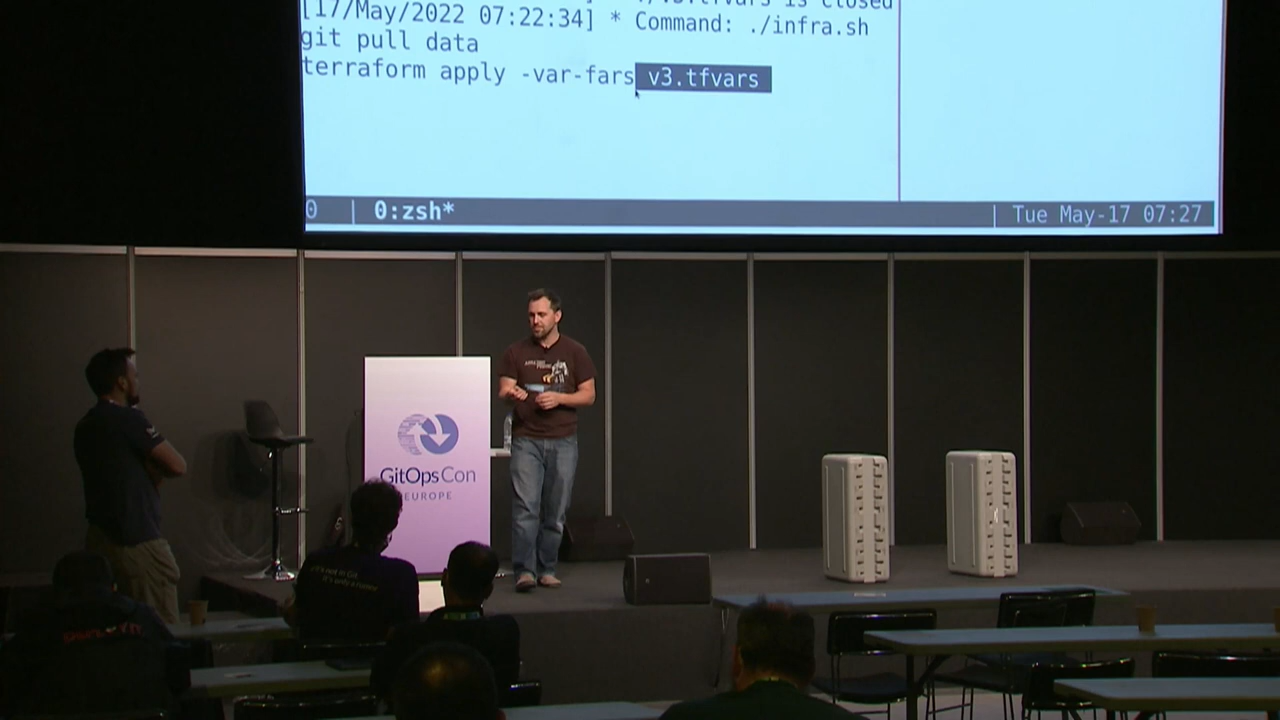 [17/May/2022 07:22:34] * Command: ./infra.sh
git pull data
terraform apply -var-fars v3.tfvars
0 | 0:zsh* | Tue May-17 07:27
GitOpsCon
EUROPE